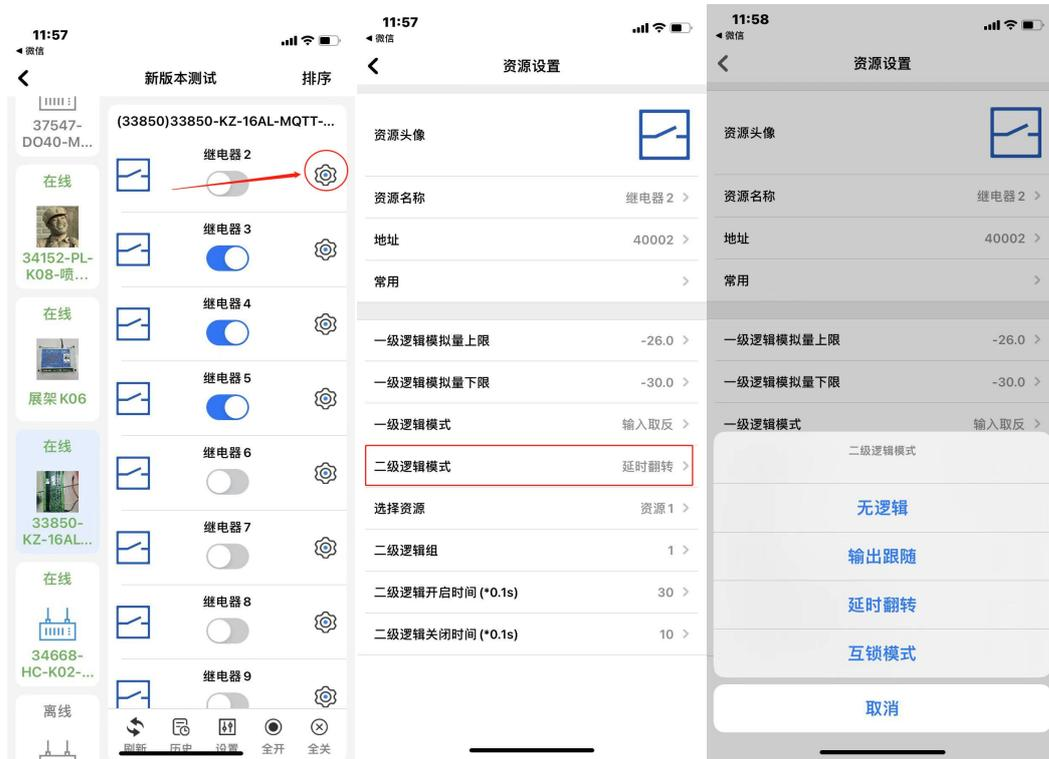 11:57
◀ 微信
新版本测试
排序
37547-
DO40-M...
在线
34152-PL-
K08-喷...
在线
展架K06
在线
33850-
KZ-16AL...
在线
34668-
HC-K02-...
离线
(33850)33850-KZ-16AL-MQTT-...
继电器2
继电器3
继电器4
继电器5
继电器6
继电器7
继电器8
继电器9
刷新
历史
设置
全开
全关
11:57
◀ 微信
资源设置
资源头像
资源名称 继电器2
地址 40002
常用
一级逻辑模拟量上限 -26.0
一级逻辑模拟量下限 -30.0
一级逻辑模式 输入取反
二级逻辑模式 延时翻转
选择资源 资源1
二级逻辑组 1
二级逻辑开启时间(*0.1s) 30
二级逻辑关闭时间(*0.1s) 10
11:58
◀ 微信
资源设置
资源头像
资源名称 继电器2
地址 40002
常用
一级逻辑模拟量上限 -26.0
一级逻辑模拟量下限 -30.0
一级逻辑模式 输入取反
二级逻辑模式
无逻辑
输出跟随
延时翻转
互锁模式
取消